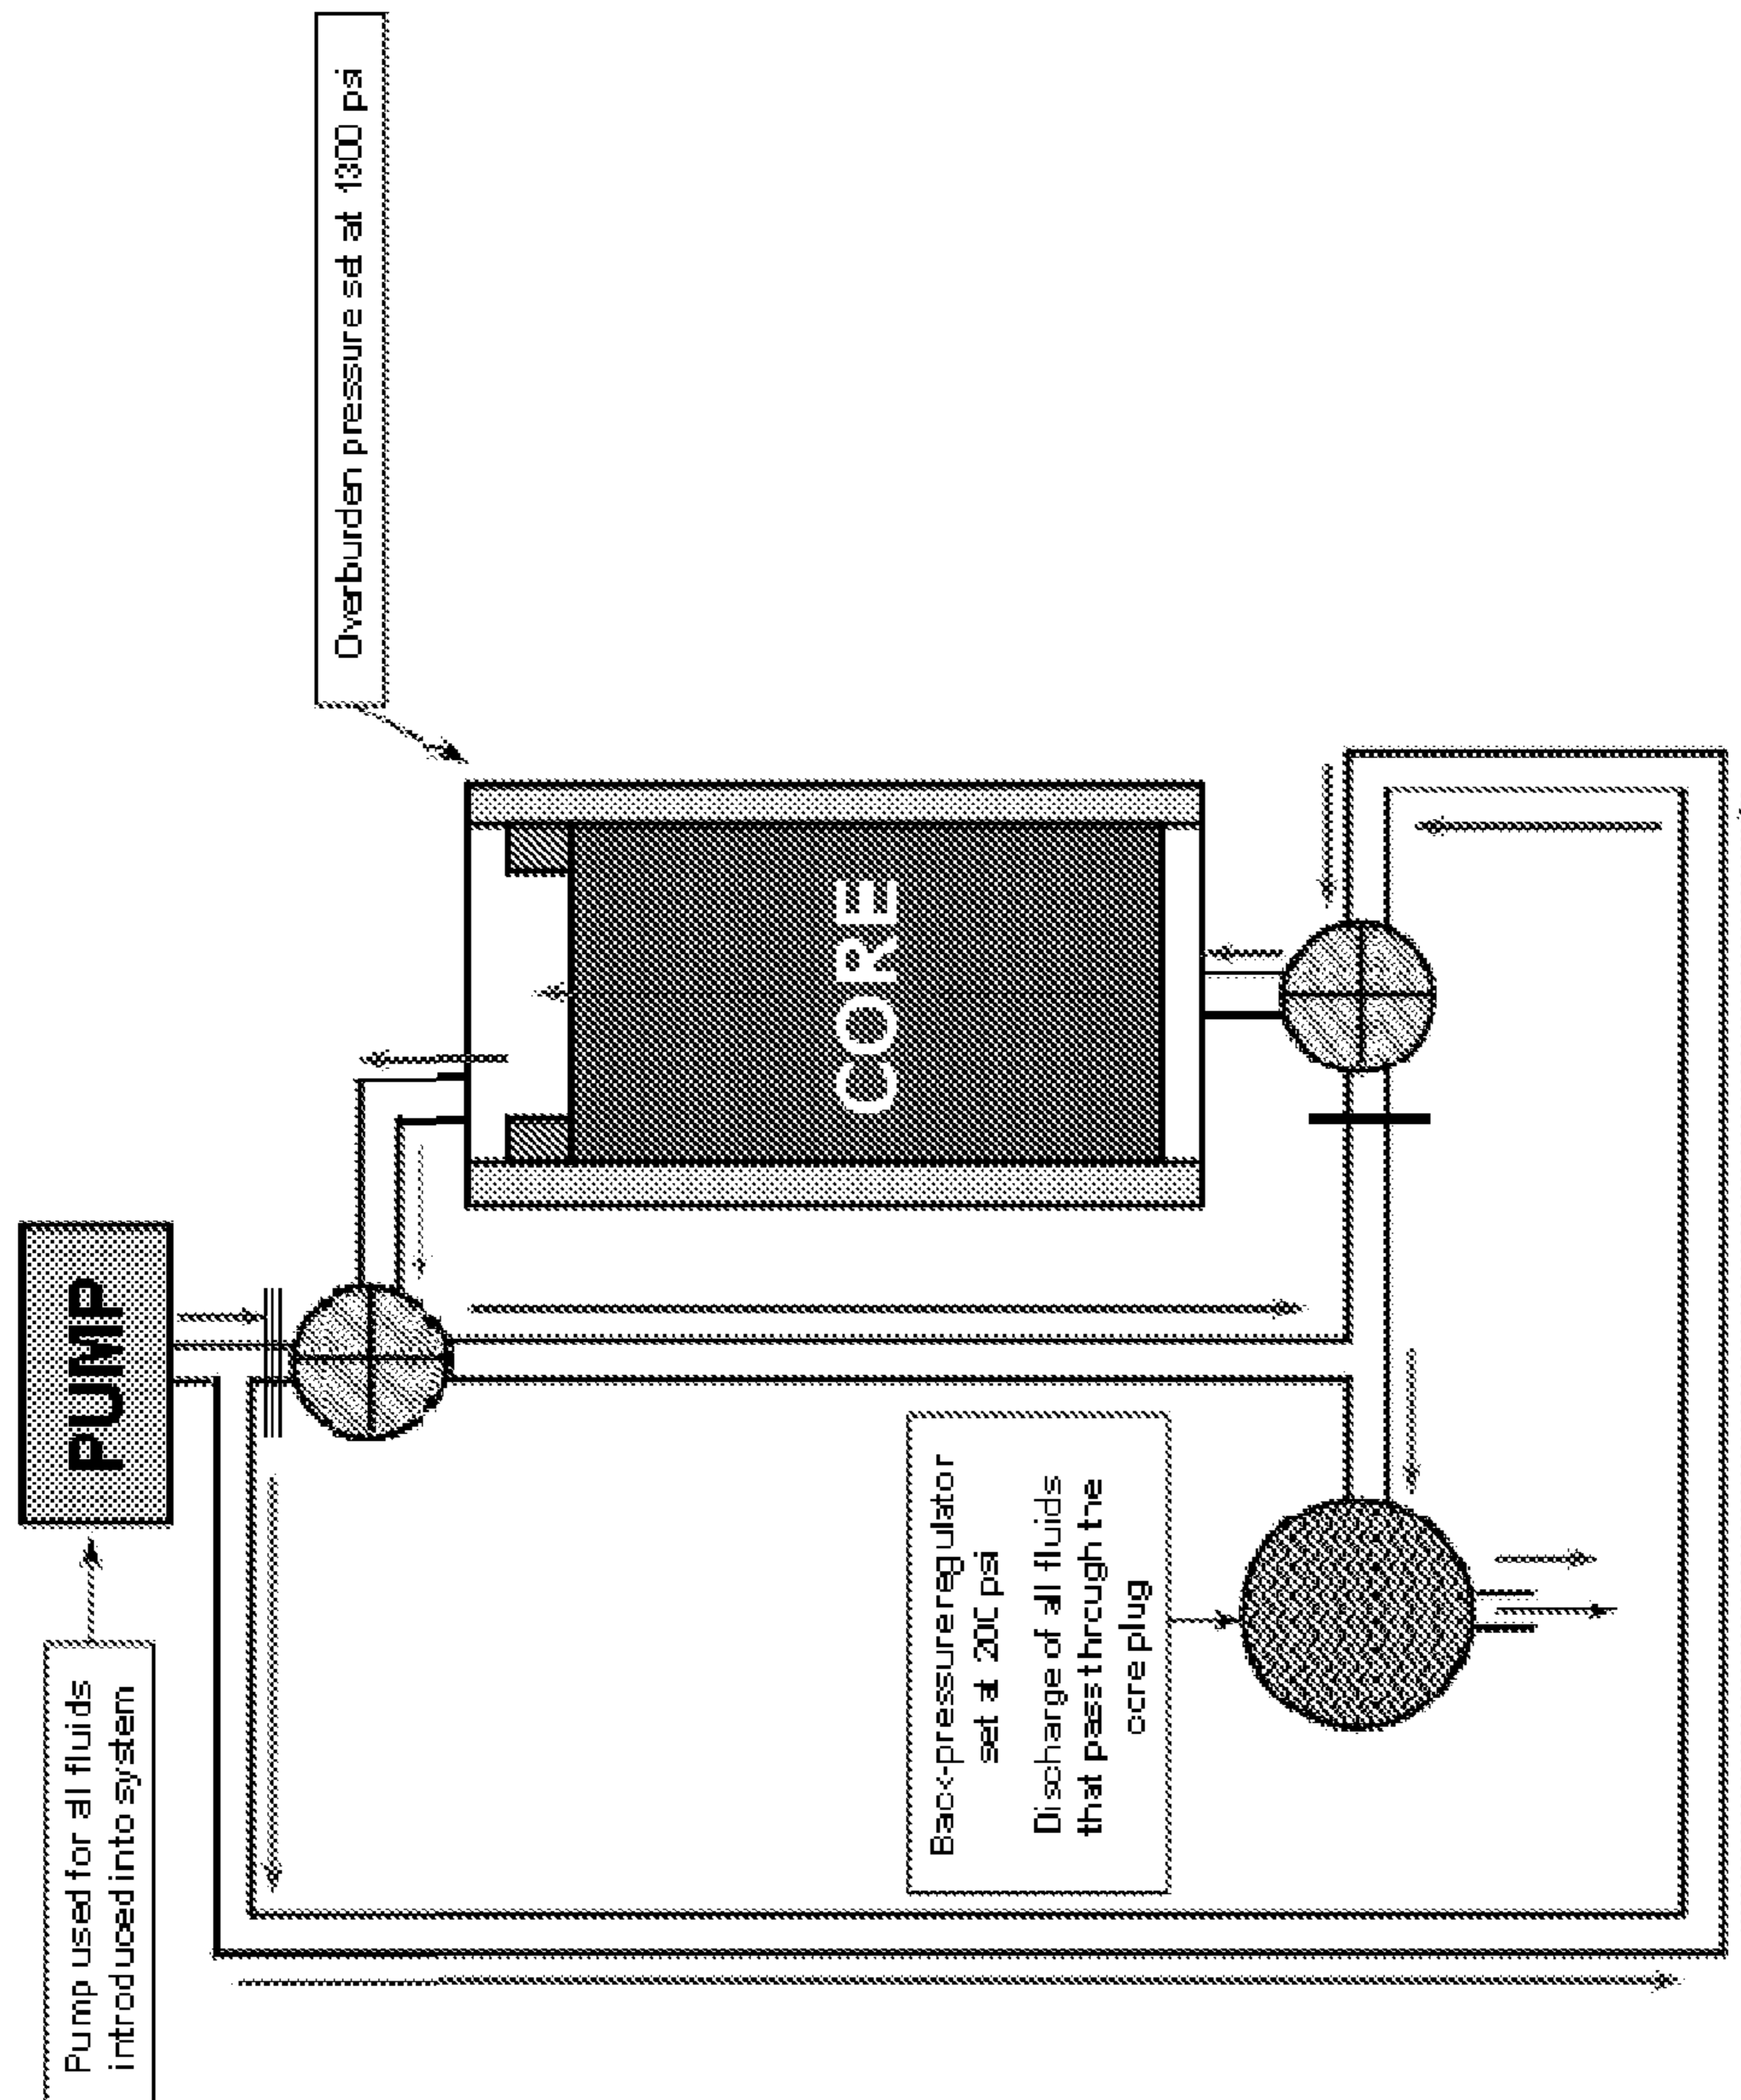 Pump used for all fluids
introduced into system
PUMP
Overburden pressure set at 1300 psi
CORE
Back-pressure regulator
set at 200 psi
Discharge of all fluids
that pass through the
core plug